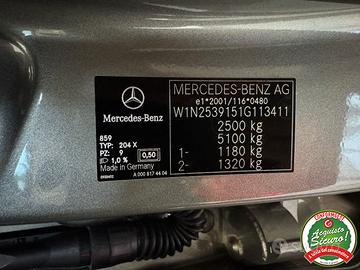 MERCEDES-BENZ AG
e1*2001/116*0480
W1N2539151G113411
2500 kg
5100 kg
1- 1180 kg
2- 1320 kg
Mercedes-Benz
859
TYP: 204 X
PZ: 9
1,0 % 0,50
Made in Germany
A 000 817 44 04
Acquisto
Sicuro!